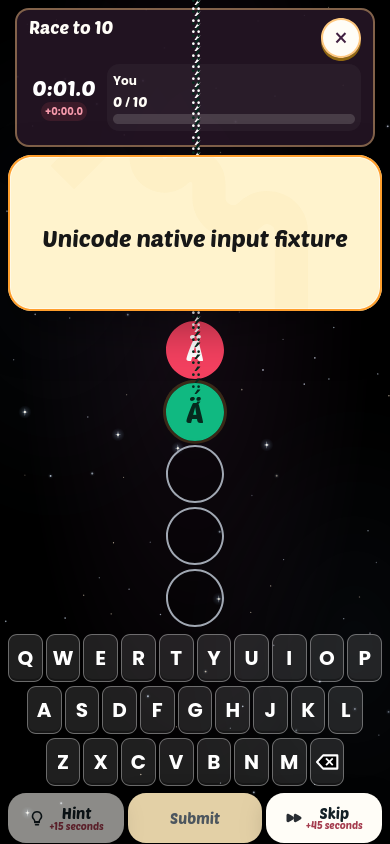 Race to 10
×
0:01.0
+0:00.0
You
0 / 10
Unicode native input fixture
Ä
Q W E R T Y U I O P
A S D F G H J K L
Z X C V B N M
Hint
+15 seconds
Submit
Skip
+45 seconds